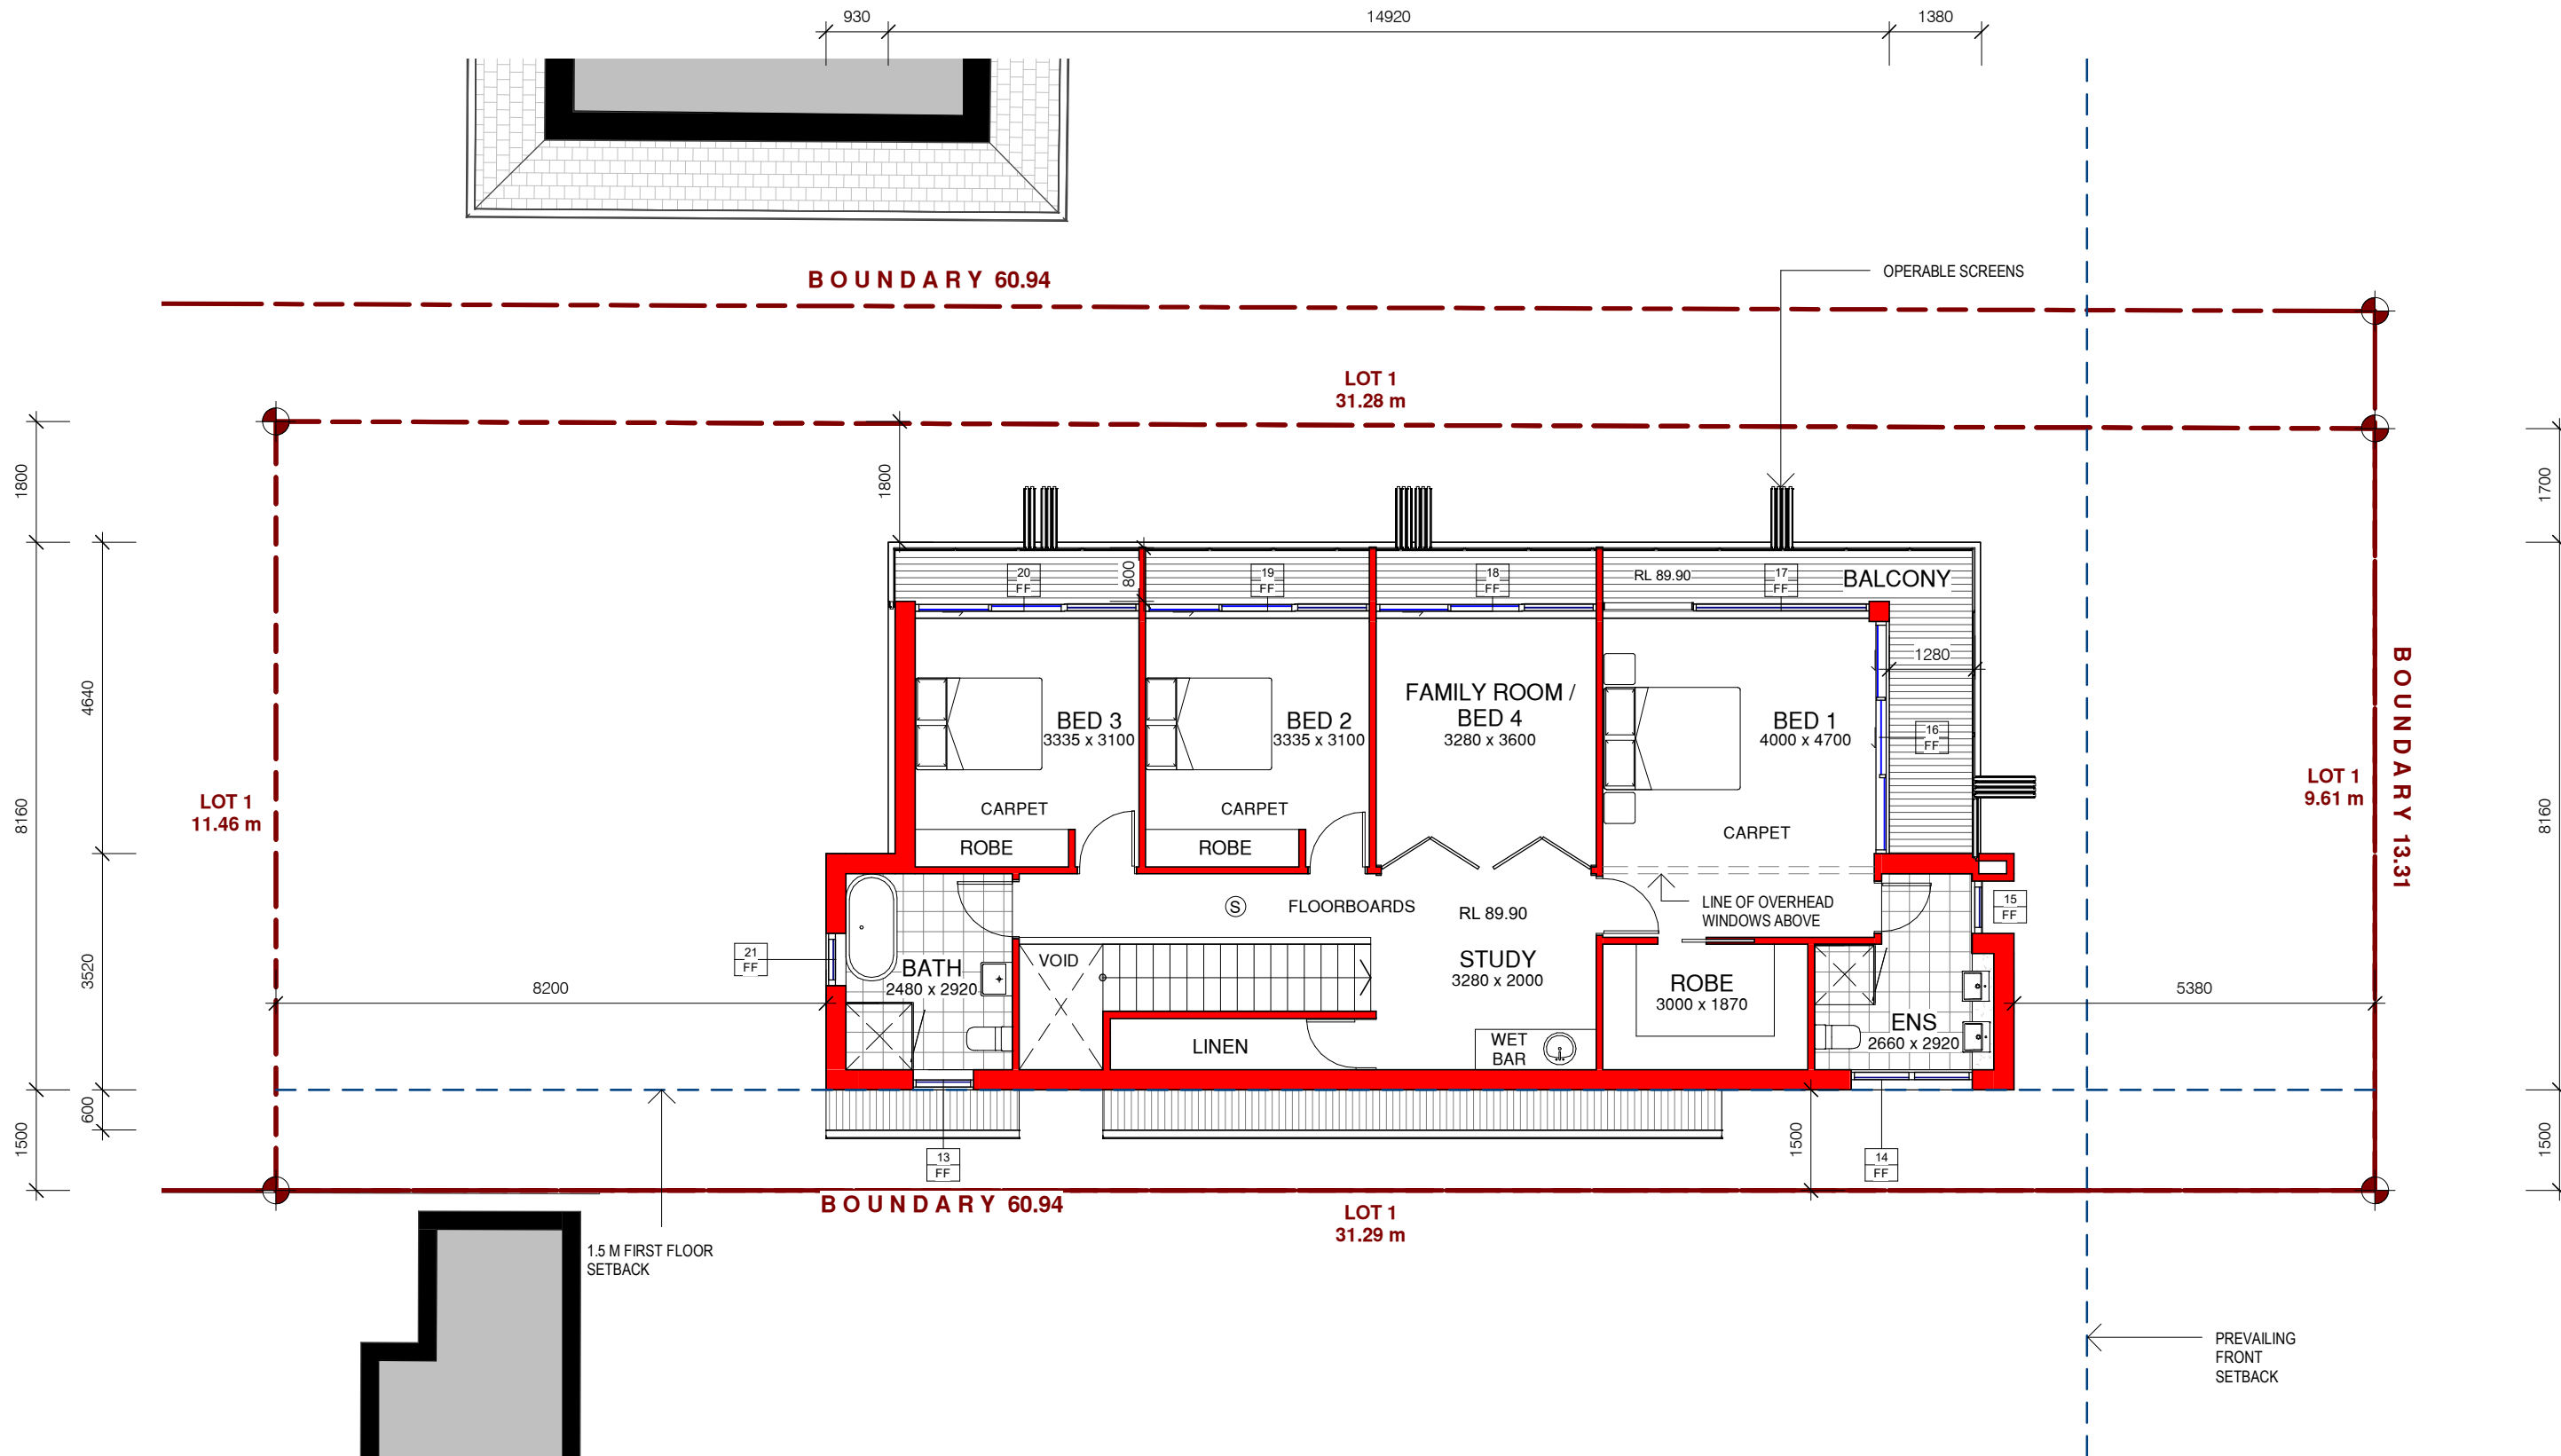 930
14920
1380
BOUNDARY 60.94
OPERABLE SCREENS
LOT 1
31.28 m
1800
1800
1700
20
FF
800
19
FF
18
FF
RL 89.90
17
FF
BALCONY
1280
4640
BED 3
3335 x 3100
BED 2
3335 x 3100
FAMILY ROOM /
BED 4
3280 x 3600
BED 1
4000 x 4700
16
FF
BOUNDARY 13.31
LOT 1
11.46 m
LOT 1
9.61 m
8160
8160
CARPET
CARPET
CARPET
ROBE
ROBE
S
FLOORBOARDS
RL 89.90
LINE OF OVERHEAD
WINDOWS ABOVE
15
FF
21
FF
3520
8200
BATH
2480 x 2920
VOID
STUDY
3280 x 2000
ROBE
3000 x 1870
5380
ENS
2660 x 2920
LINEN
WET
BAR
600
1500
1500
1500
13
FF
14
FF
BOUNDARY 60.94
LOT 1
31.29 m
1.5 M FIRST FLOOR
SETBACK
PREVAILING
FRONT
SETBACK